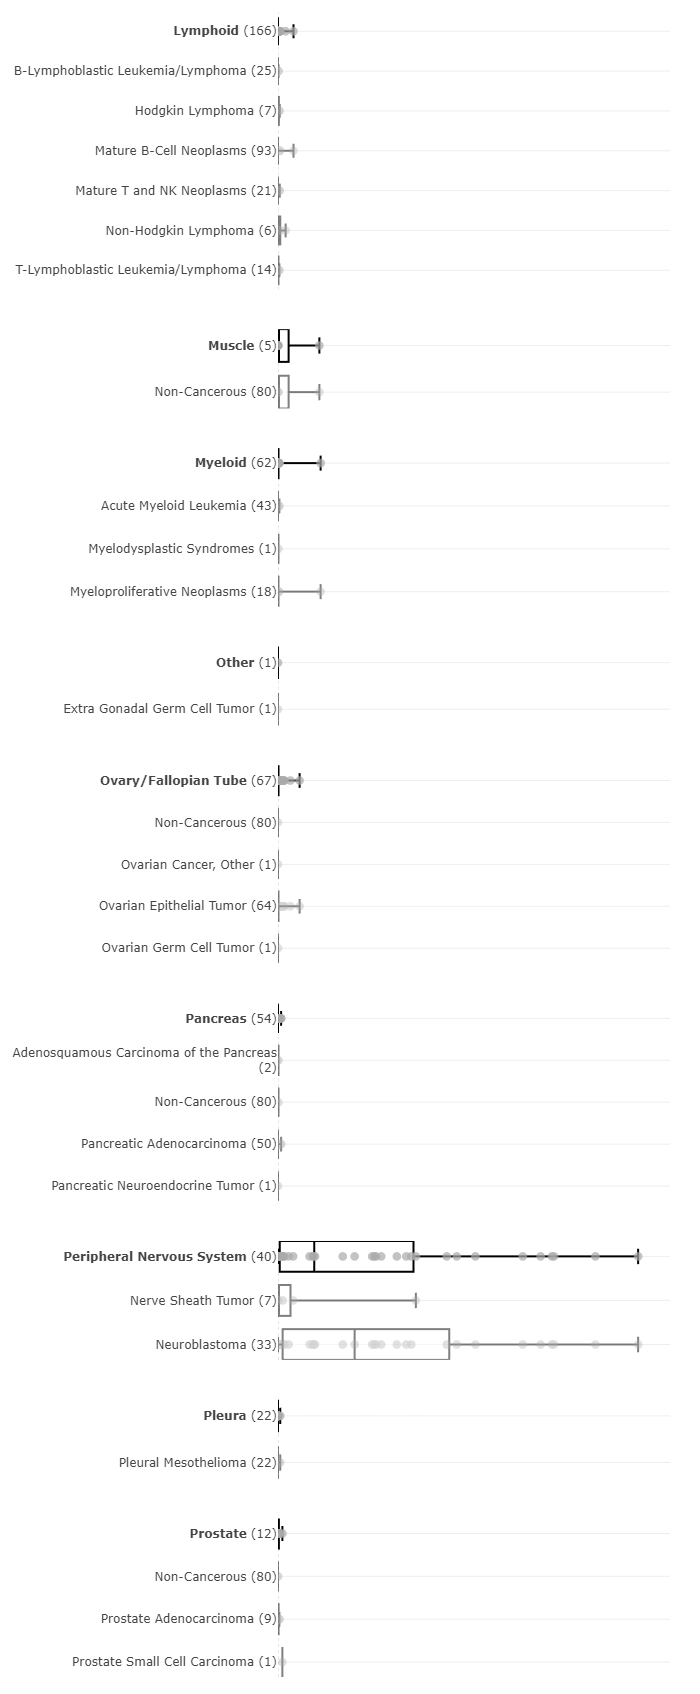 Lymphoid (166)
B-Lymphoblastic Leukemia/Lymphoma (25)
Hodgkin Lymphoma (7)
Mature B-Cell Neoplasms (93)
Mature T and NK Neoplasms (21)
Non-Hodgkin Lymphoma (6)
T-Lymphoblastic Leukemia/Lymphoma (14)
Muscle (5)
Non-Cancerous (80)
Myeloid (62)
Acute Myeloid Leukemia (43)
Myelodysplastic Syndromes (1)
Myeloproliferative Neoplasms (18)
Other (1)
Extra Gonadal Germ Cell Tumor (1)
Ovary/Fallopian Tube (67)
Non-Cancerous (80)
Ovarian Cancer, Other (1)
Ovarian Epithelial Tumor (64)
Ovarian Germ Cell Tumor (1)
Pancreas (54)
Adenosquamous Carcinoma of the Pancreas
(2)
Non-Cancerous (80)
Pancreatic Adenocarcinoma (50)
Pancreatic Neuroendocrine Tumor (1)
Peripheral Nervous System (40)
Nerve Sheath Tumor (7)
Neuroblastoma (33)
Pleura (22)
Pleural Mesothelioma (22)
Prostate (12)
Non-Cancerous (80)
Prostate Adenocarcinoma (9)
Prostate Small Cell Carcinoma (1)